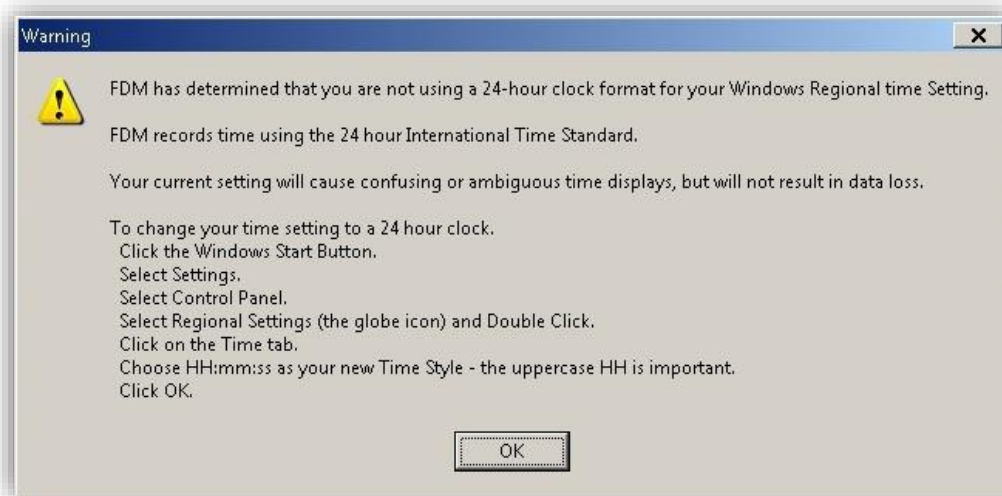 Warning
FDM has determined that you are not using a 24-hour clock format for your Windows Regional time Setting.
FDM records time using the 24 hour International Time Standard.
Your current setting will cause confusing or ambiguous time displays, but will not result in data loss.
To change your time setting to a 24 hour clock.
Click the Windows Start Button.
Select Settings.
Select Control Panel.
Select Regional Settings (the globe icon) and Double Click.
Click on the Time tab.
Choose HH:mm:ss as your new Time Style - the uppercase HH is important.
Click OK.
OK